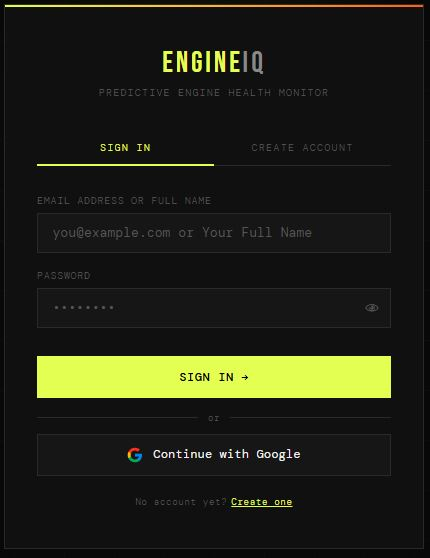 ENGINEIQ
PREDICTIVE ENGINE HEALTH MONITOR
SIGN IN CREATE ACCOUNT
EMAIL ADDRESS OR FULL NAME
you@example.com or Your Full Name
PASSWORD
••••••••
SIGN IN →
or
Continue with Google
No account yet? Create one